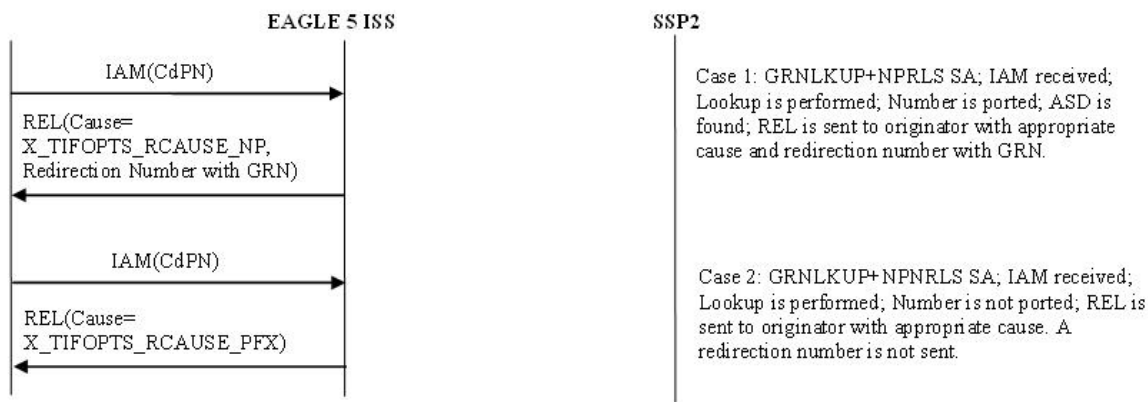 EAGLE 5 ISS
SSP2
IAM(CdPN)
REL(Cause=
X_TIFOPTS_RCAUSE_NP,
Redirection Number with GRN)
Case 1: GRNLKUP+NPRLS SA; IAM received;
Lookup is performed; Number is ported; ASD is
found; REL is sent to originator with appropriate
cause and redirection number with GRN.
IAM(CdPN)
REL(Cause=
X_TIFOPTS_RCAUSE_PFX)
Case 2: GRNLKUP+NPNRLS SA; IAM received;
Lookup is performed; Number is not ported; REL is
sent to originator with appropriate cause. A
redirection number is not sent.